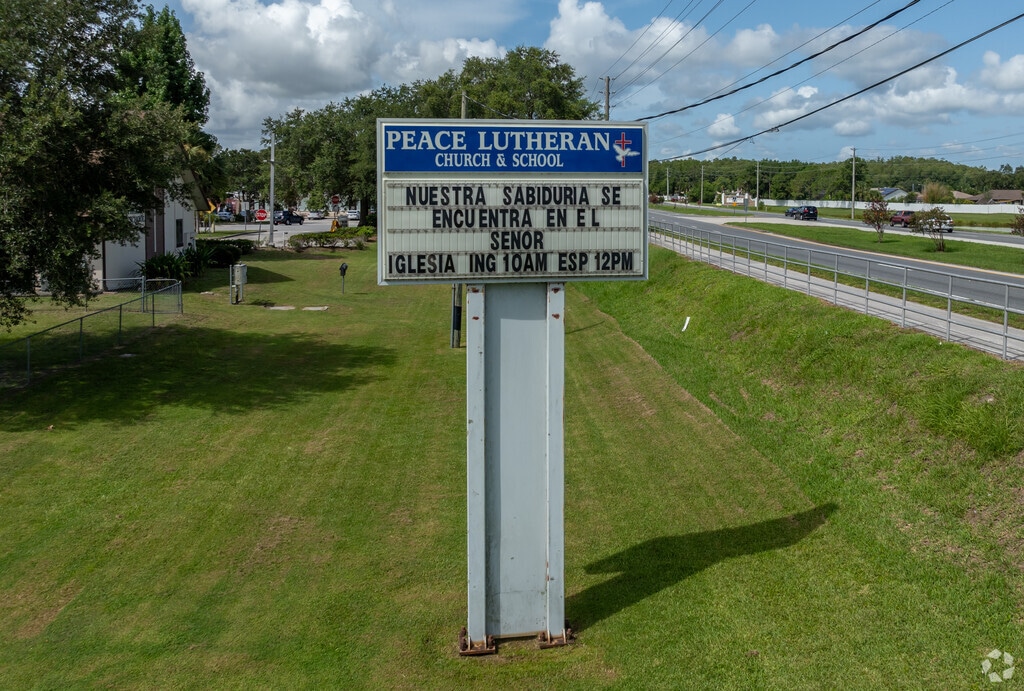 PEACE LUTHERAN
CHURCH & SCHOOL
NUESTRA SABIDURIA SE
ENCUENTRA EN EL
SENOR
IGLESIA ING 10AM ESP 12PM